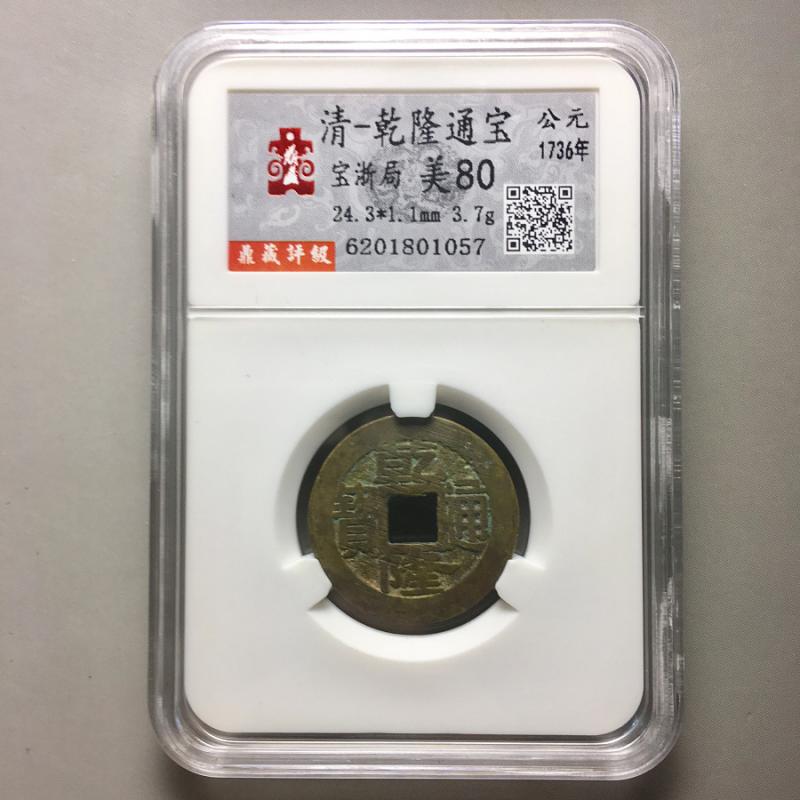 清-乾隆通宝 公元
1736年
宝浙局 美80
24.3*1.1mm 3.7g
鼎藏評級 6201801057
乾隆通寳